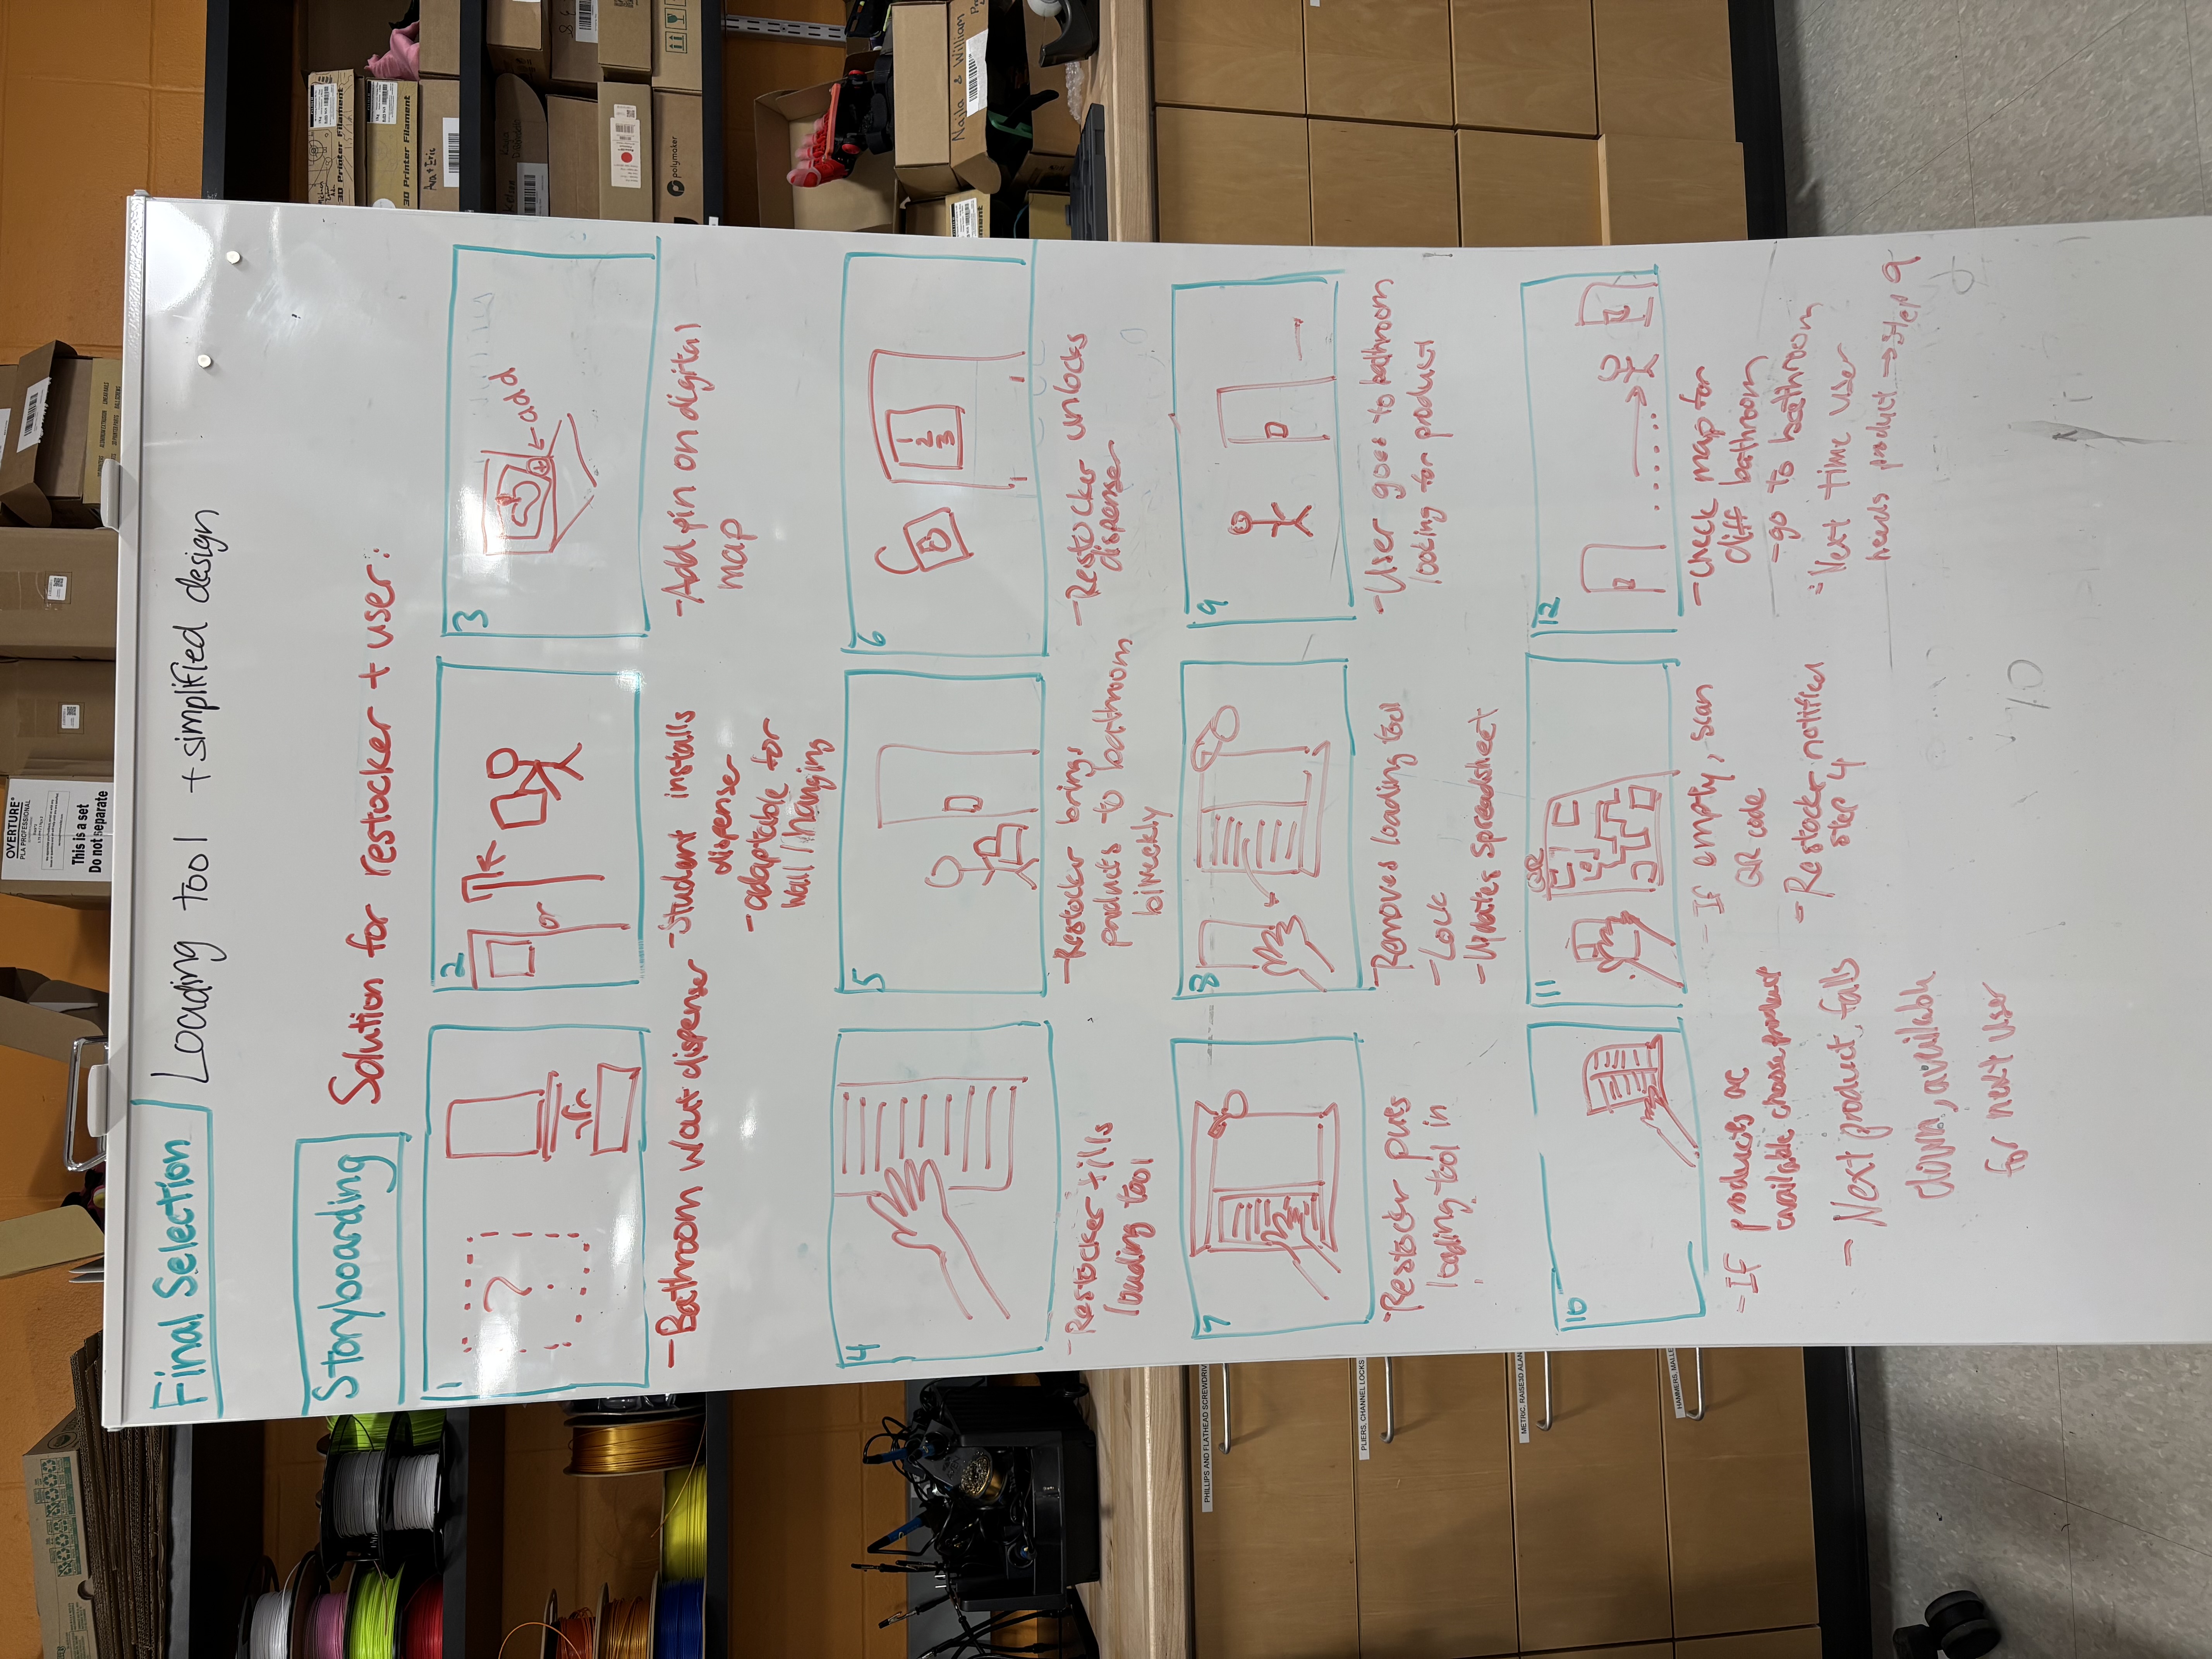 OVERTURE®
PLA PROFESSIONAL
This is a set
Do not separate
Final Selection
Loading tool + simplified design
Storyboarding
Solution for restocker + user:
1
?
2
or
3
+
← add
- Bathroom w/out dispenser
- Student installs
dispenser
- adaptable for
wall / hanging
- Add pin on digital
map
4
5
6
1
2
3
- Restocker fills
loading tool
- Restocker brings
products to bathroom
biweekly
- Restocker unlocks
dispenser
7
8
9
- Restocker puts
loading tool in
- Removes loading tool
- Lock
- Updates spreadsheet
- User goes to bathroom
looking for product
10
11
QR
12
- If products are
available choose product
- Next product falls
down, available
for next user
- If empty, scan
QR code
- Restocker notified
step 4
- check map for
diff bathroom
- go to bathroom
- Next time user
needs product → step 9
3D Printer Filament
3D Printer Filament
Ava + Eric
Kelsea
polymaker
Najla & William
PHILLIPS AND FLATHEAD SCREWDRIV
PLIERS, CHANNEL LOCKS
METRIC, RAISE3D ALAN
HAMMERS, MALLE